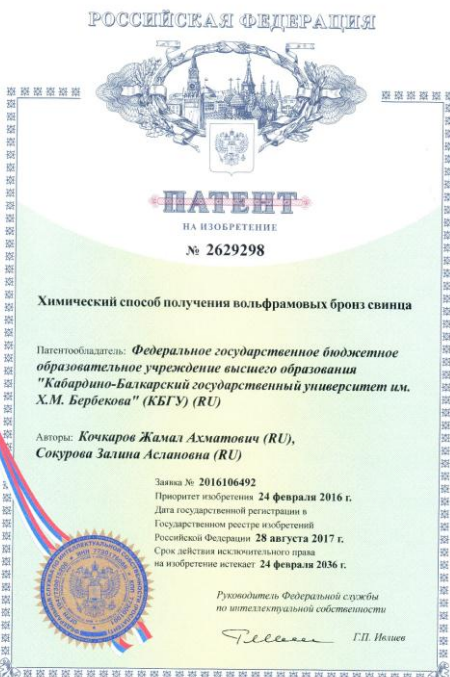 РОССИЙСКАЯ ФЕДЕРАЦИЯ
ПАТЕНТ
НА ИЗОБРЕТЕНИЕ
№ 2629298
Химический способ получения вольфрамовых бронз свинца
Патентообладатель: Федеральное государственное бюджетное
образовательное учреждение высшего образования
"Кабардино-Балкарский государственный университет им.
Х.М. Бербекова" (КБГУ) (RU)
Авторы: Кочкаров Жамал Ахматович (RU),
Сокурова Залина Аслановна (RU)
Заявка № 2016106492
Приоритет изобретения 24 февраля 2016 г.
Дата государственной регистрации в
Государственном реестре изобретений
Российской Федерации 28 августа 2017 г.
Срок действия исключительного права
на изобретение истекает 24 февраля 2036 г.
Руководитель Федеральной службы
по интеллектуальной собственности
Г.П. Ивлиев